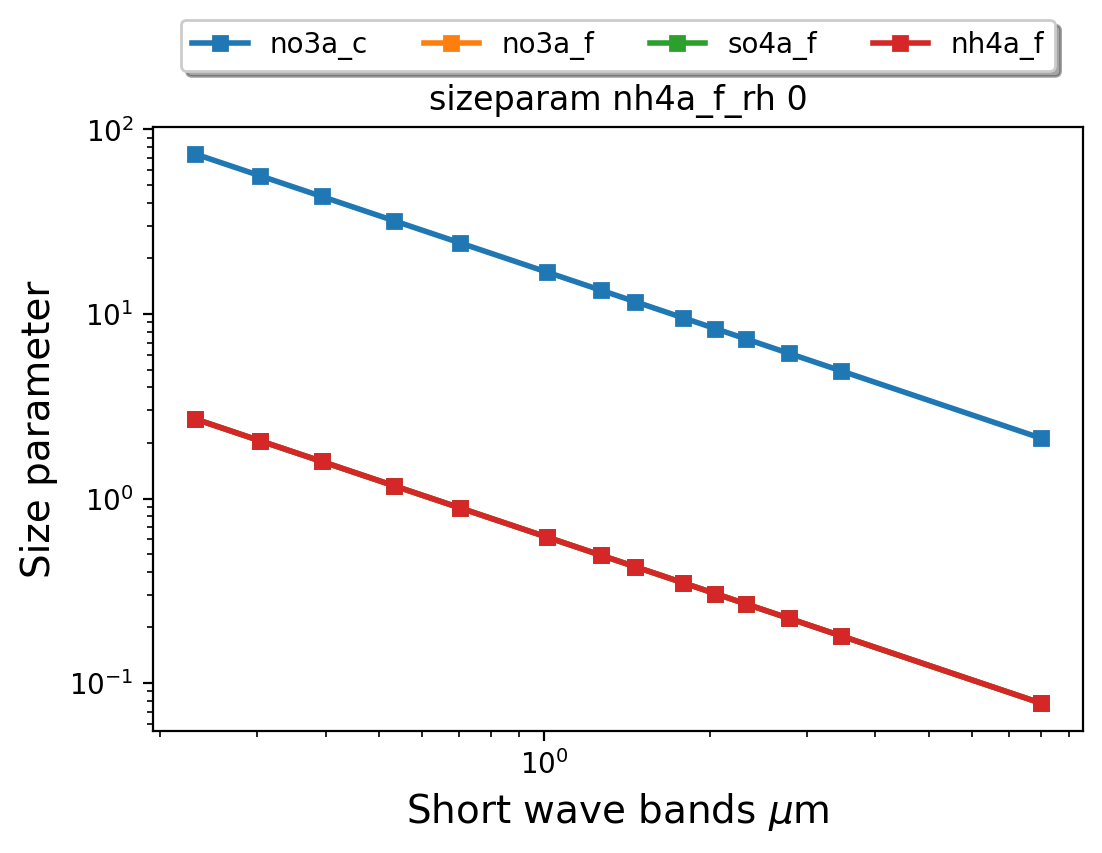 no3a_c no3a_f so4a_f nh4a_f
sizeparam nh4a_f_rh 0
10²
10¹
10⁰
10⁻¹
Size parameter
10⁰
Short wave bands μm